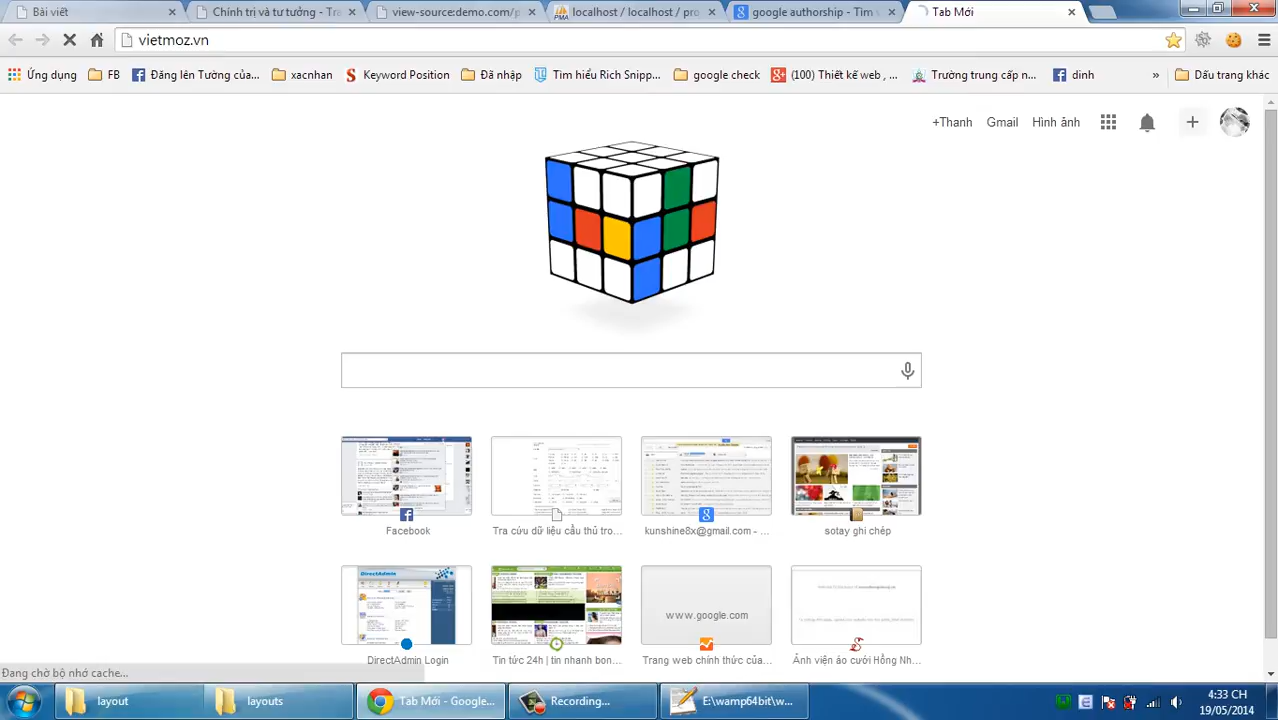 Bài viết
Chính trị và tư tưởng - Tre
view-source:demo.com/p
localhost / localhost / pro
google authorship - Tìm v
Tab Mới
vietmoz.vn
Ứng dụng
FB
Đăng lên Tường của...
xacnhan
Keyword Position
Đã nhập
Tìm hiểu Rich Snipp...
google check
(100) Thiết kế web , ...
Trường trung cấp n...
dinh
»
Dấu trang khác
+Thanh
Gmail
Hình ảnh
Facebook
Tra cứu dữ liệu cầu thủ tro...
kunshine8x@gmail.com - ...
sotay ghi chép
DirectAdmin
www.google.com
DirectAdmin Login
Tin tức 24h | tin nhanh bon...
Trang web chính thức của...
Ảnh viện áo cưới Hồng Nh...
Đang chờ bộ nhớ cache...
layout
layouts
Tab Mới - Google...
Recording...
E:\wamp64bit\w...
4:33 CH
19/05/2014